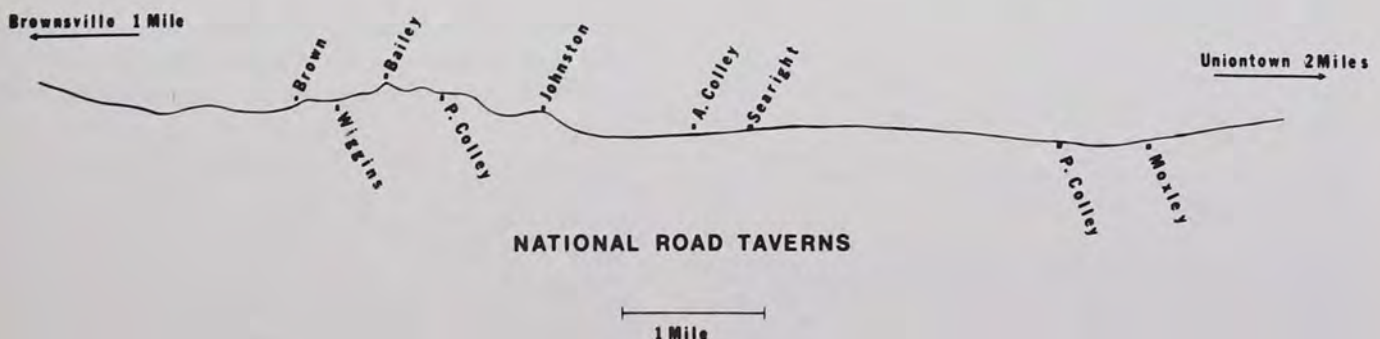 Brownsville 1 Mile
Brown
Wiggins
Bailey
P. Colley
Johnston
A. Colley
Searight
P. Colley
Moxley
Uniontown 2 Miles
NATIONAL ROAD TAVERNS
1 Mile